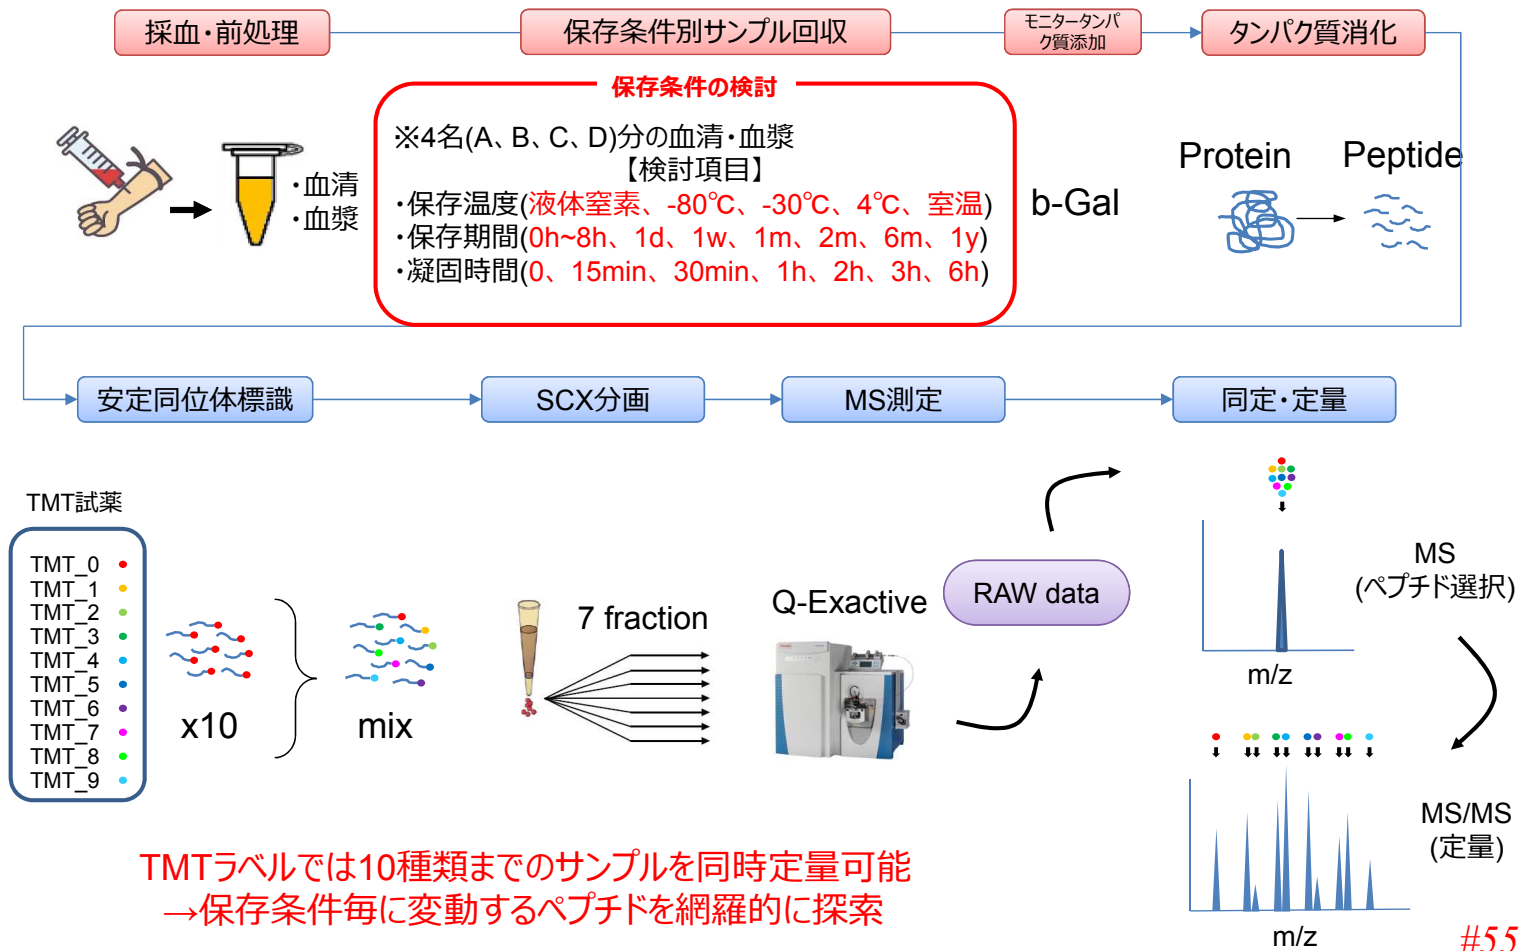 採血・前処理
保存条件別サンプル回収
モニタータンパ
ク質添加
タンパク質消化
保存条件の検討
※4名(A、B、C、D)分の血清・血漿
【検討項目】
・保存温度(液体窒素、-80℃、-30℃、4℃、室温)
・保存期間(0h~8h、1d、1w、1m、2m、6m、1y)
・凝固時間(0、15min、30min、1h、2h、3h、6h)
・血清
・血漿
b-Gal
Protein
Peptide
安定同位体標識
SCX分画
MS測定
同定・定量
TMT試薬
TMT_0
TMT_1
TMT_2
TMT_3
TMT_4
TMT_5
TMT_6
TMT_7
TMT_8
TMT_9
x10
mix
7 fraction
Q-Exactive
RAW data
MS
(ペプチド選択)
m/z
MS/MS
(定量)
m/z
TMTラベルでは10種類までのサンプルを同時定量可能
→保存条件毎に変動するペプチドを網羅的に探索
#55